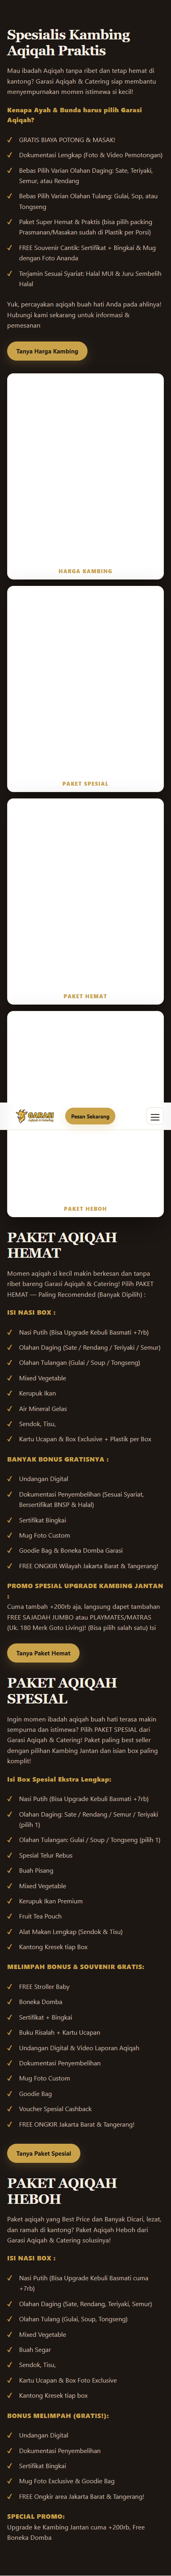 Spesialis Kambing
Aqiqah Praktis
Mau ibadah Aqiqah tanpa ribet dan tetap hemat di
kantong? Garasi Aqiqah & Catering siap membantu
menyempurnakan momen istimewa si kecil!
Kenapa Ayah & Bunda harus pilih Garasi
Aqiqah?
✓ GRATIS BIAYA POTONG & MASAK!
✓ Dokumentasi Lengkap (Foto & Video Pemotongan)
✓ Bebas Pilih Varian Olahan Daging: Sate, Teriyaki,
Semur, atau Rendang
✓ Bebas Pilih Varian Olahan Tulang: Gulai, Sop, atau
Tongseng
✓ Paket Super Hemat & Praktis (bisa pilih packing
Prasmanan/Masakan sudah di Plastik per Porsi)
✓ FREE Souvenir Cantik: Sertifikat + Bingkai & Mug
dengan Foto Ananda
✓ Terjamin Sesuai Syariat: Halal MUI & Juru Sembelih
Halal
Yuk, percayakan aqiqah buah hati Anda pada ahlinya!
Hubungi kami sekarang untuk informasi &
pemesanan
Tanya Harga Kambing
HARGA KAMBING
PAKET SPESIAL
PAKET HEMAT
GARASI
Pesan Sekarang
PAKET HEBOH
PAKET AQIQAH
HEMAT
Momen aqiqah si kecil makin berkesan dan tanpa
ribet bareng Garasi Aqiqah & Catering! Pilih PAKET
HEMAT — Paling Recomended (Banyak Dipilih) :
ISI NASI BOX :
✓ Nasi Putih (Bisa Upgrade Kebuli Basmati +7rb)
✓ Olahan Daging (Sate / Rendang / Teriyaki / Semur)
✓ Olahan Tulangan (Gulai / Soup / Tongseng)
✓ Mixed Vegetable
✓ Kerupuk Ikan
✓ Air Mineral Gelas
✓ Sendok, Tisu,
✓ Kartu Ucapan & Box Exclusive + Plastik per Box
BANYAK BONUS GRATISNYA :
✓ Undangan Digital
✓ Dokumentasi Penyembelihan (Sesuai Syariat,
Bersertifikat BNSP & Halal)
✓ Sertifikat Bingkai
✓ Mug Foto Custom
✓ Goodie Bag & Boneka Domba Garasi
✓ FREE ONGKIR Wilayah Jakarta Barat & Tangerang!
PROMO SPESIAL UPGRADE KAMBING JANTAN
:
Cuma tambah +200rb aja, langsung dapet tambahan
FREE SAJADAH JUMBO atau PLAYMATES/MATRAS
(Uk. 180 Merk Goto Living)! (Bisa pilih salah satu) Isi
Tanya Paket Hemat
PAKET AQIQAH
SPESIAL
Ingin momen ibadah aqiqah buah hati terasa makin
sempurna dan istimewa? Pilih PAKET SPESIAL dari
Garasi Aqiqah & Catering! Paket paling best seller
dengan pilihan Kambing Jantan dan isian box paling
komplit!
Isi Box Spesial Ekstra Lengkap:
✓ Nasi Putih (Bisa Upgrade Kebuli Basmati +7rb)
✓ Olahan Daging: Sate / Rendang / Semur / Teriyaki
(pilih 1)
✓ Olahan Tulangan: Gulai / Soup / Tongseng (pilih 1)
✓ Spesial Telur Rebus
✓ Buah Pisang
✓ Mixed Vegetable
✓ Kerupuk Ikan Premium
✓ Fruit Tea Pouch
✓ Alat Makan Lengkap (Sendok & Tisu)
✓ Kantong Kresek tiap Box
MELIMPAH BONUS & SOUVENIR GRATIS:
✓ FREE Stroller Baby
✓ Boneka Domba
✓ Sertifikat + Bingkai
✓ Buku Risalah + Kartu Ucapan
✓ Undangan Digital & Video Laporan Aqiqah
✓ Dokumentasi Penyembelihan
✓ Mug Foto Custom
✓ Goodie Bag
✓ Voucher Spesial Cashback
✓ FREE ONGKIR Jakarta Barat & Tangerang!
Tanya Paket Spesial
PAKET AQIQAH
HEBOH
Paket aqiqah yang Best Price dan Banyak Dicari, lezat,
dan ramah di kantong? Paket Aqiqah Heboh dari
Garasi Aqiqah & Catering solusinya!
ISI NASI BOX :
✓ Nasi Putih (Bisa Upgrade Kebuli Basmati cuma
+7rb)
✓ Olahan Daging (Sate, Rendang, Teriyaki, Semur)
✓ Olahan Tulang (Gulai, Soup, Tongseng)
✓ Mixed Vegetable
✓ Buah Segar
✓ Sendok, Tisu,
✓ Kartu Ucapan & Box Foto Exclusive
✓ Kantong Kresek tiap box
BONUS MELIMPAH (GRATIS!):
✓ Undangan Digital
✓ Dokumentasi Penyembelihan
✓ Sertifikat Bingkai
✓ Mug Foto Exclusive & Goodie Bag
✓ FREE Ongkir area Jakarta Barat & Tangerang!
SPECIAL PROMO:
Upgrade ke Kambing Jantan cuma +200rb, Free
Boneka Domba